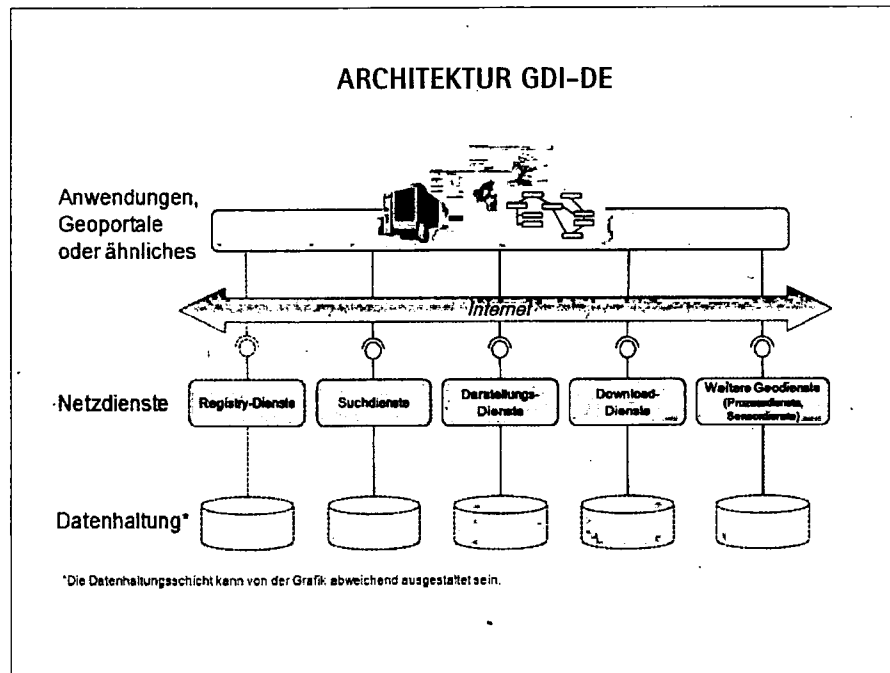 ARCHITEKTUR GDI-DE
Anwendungen,
Geoportale
oder ähnliches
Internet
Netzdienste
Registry-Dienste
Suchdienste
Darstellungs-
Dienste
Download-
Dienste
Weitere Geodienste
(Prozessdienste,
Sensordienste)
Datenhaltung*
*Die Datenhaltungsschicht kann von der Grafik abweichend ausgestaltet sein.